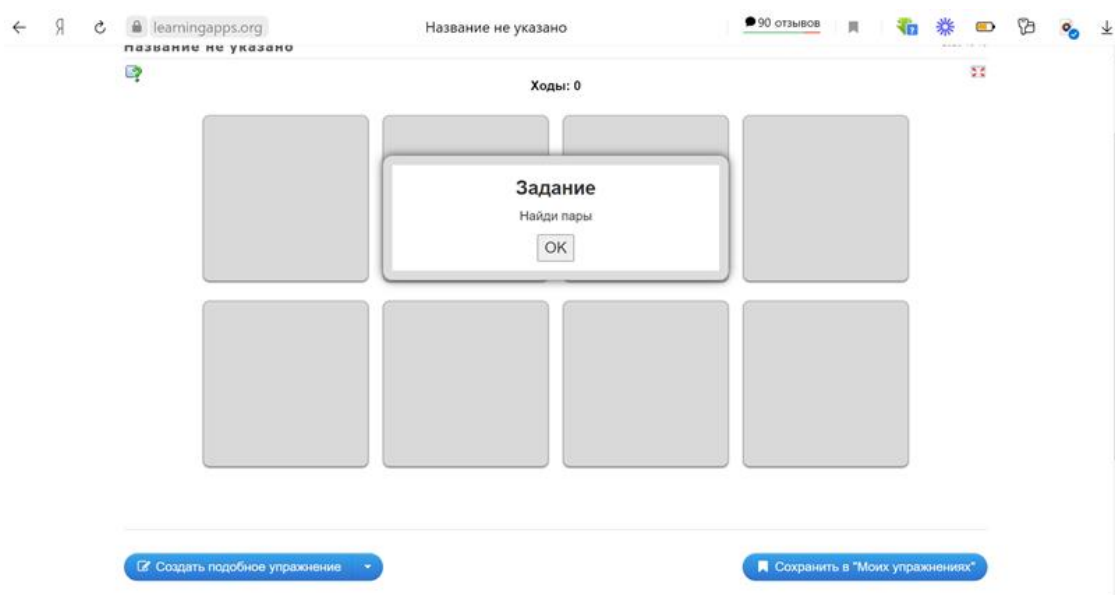 Я learningapps.org Название не указано 90 отзывов
Название не указано
Ходы: 0
Задание
Найди пары
OK
Создать подобное упражнение
Сохранить в "Моих упражнениях"